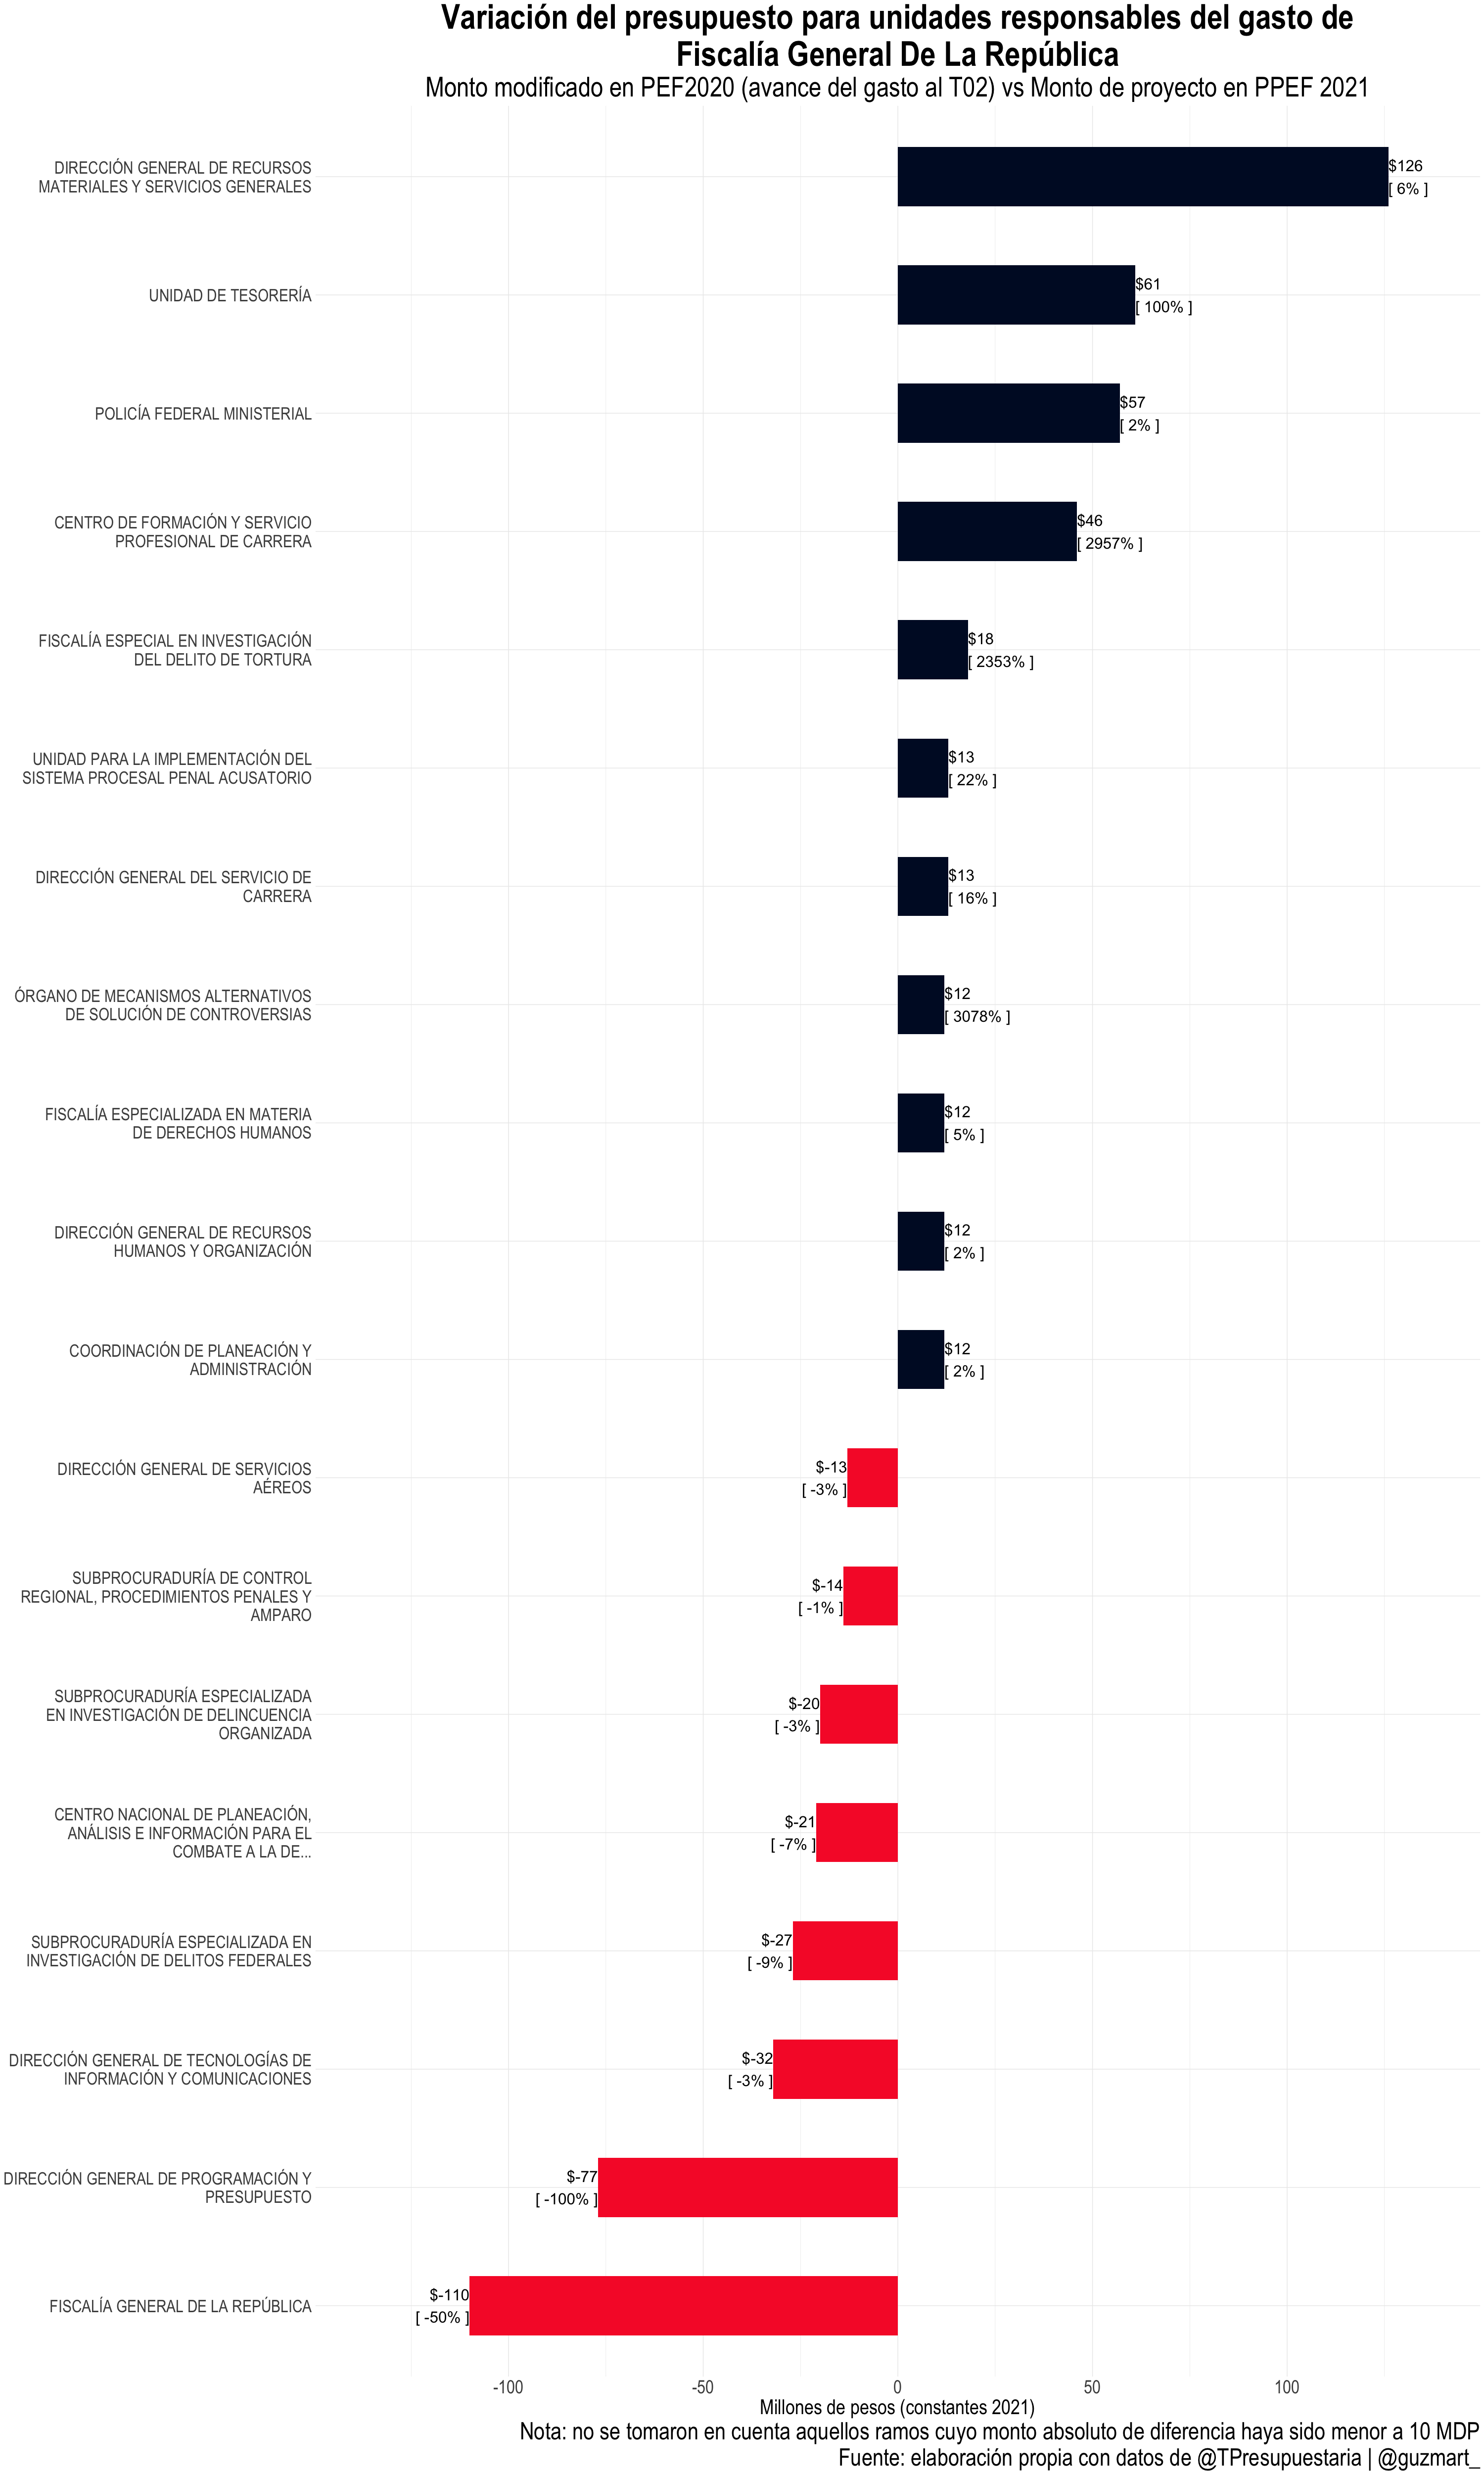 Variación del presupuesto para unidades responsables del gasto de
Fiscalía General De La República
Monto modificado en PEF2020 (avance del gasto al T02) vs Monto de proyecto en PPEF 2021
DIRECCIÓN GENERAL DE RECURSOS
MATERIALES Y SERVICIOS GENERALES
$126
[ 6% ]
UNIDAD DE TESORERÍA
$61
[ 100% ]
POLICÍA FEDERAL MINISTERIAL
$57
[ 2% ]
CENTRO DE FORMACIÓN Y SERVICIO
PROFESIONAL DE CARRERA
$46
[ 2957% ]
FISCALÍA ESPECIAL EN INVESTIGACIÓN
DEL DELITO DE TORTURA
$18
[ 2353% ]
UNIDAD PARA LA IMPLEMENTACIÓN DEL
SISTEMA PROCESAL PENAL ACUSATORIO
$13
[ 22% ]
DIRECCIÓN GENERAL DEL SERVICIO DE
CARRERA
$13
[ 16% ]
ÓRGANO DE MECANISMOS ALTERNATIVOS
DE SOLUCIÓN DE CONTROVERSIAS
$12
[ 3078% ]
FISCALÍA ESPECIALIZADA EN MATERIA
DE DERECHOS HUMANOS
$12
[ 5% ]
DIRECCIÓN GENERAL DE RECURSOS
HUMANOS Y ORGANIZACIÓN
$12
[ 2% ]
COORDINACIÓN DE PLANEACIÓN Y
ADMINISTRACIÓN
$12
[ 2% ]
DIRECCIÓN GENERAL DE SERVICIOS
AÉREOS
$-13
[ -3% ]
SUBPROCURADURÍA DE CONTROL
REGIONAL, PROCEDIMIENTOS PENALES Y
AMPARO
$-14
[ -1% ]
SUBPROCURADURÍA ESPECIALIZADA
EN INVESTIGACIÓN DE DELINCUENCIA
ORGANIZADA
$-20
[ -3% ]
CENTRO NACIONAL DE PLANEACIÓN,
ANÁLISIS E INFORMACIÓN PARA EL
COMBATE A LA DE...
$-21
[ -7% ]
SUBPROCURADURÍA ESPECIALIZADA EN
INVESTIGACIÓN DE DELITOS FEDERALES
$-27
[ -9% ]
DIRECCIÓN GENERAL DE TECNOLOGÍAS DE
INFORMACIÓN Y COMUNICACIONES
$-32
[ -3% ]
DIRECCIÓN GENERAL DE PROGRAMACIÓN Y
PRESUPUESTO
$-77
[ -100% ]
FISCALÍA GENERAL DE LA REPÚBLICA
$-110
[ -50% ]
-100 -50 0 50 100
Millones de pesos (constantes 2021)
Nota: no se tomaron en cuenta aquellos ramos cuyo monto absoluto de diferencia haya sido menor a 10 MDP
Fuente: elaboración propia con datos de @TPresupuestaria | @guzmart_